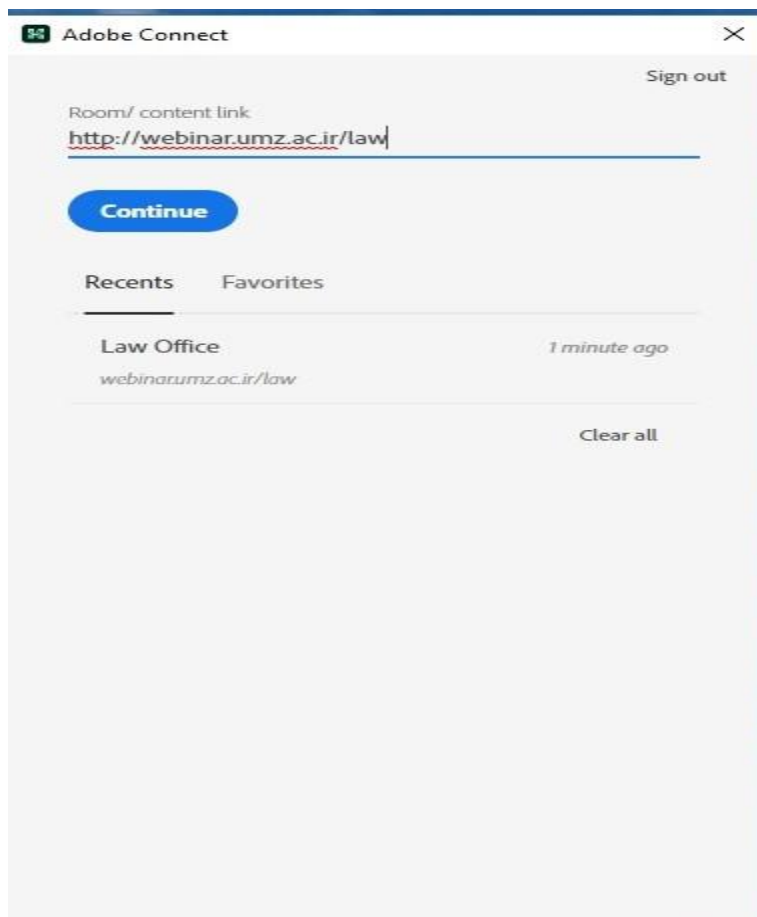 Adobe Connect
Sign out
Room/ content link
http://webinar.umz.ac.ir/law
Continue
Recents Favorites
Law Office 1 minute ago
webinar.umz.ac.ir/law
Clear all